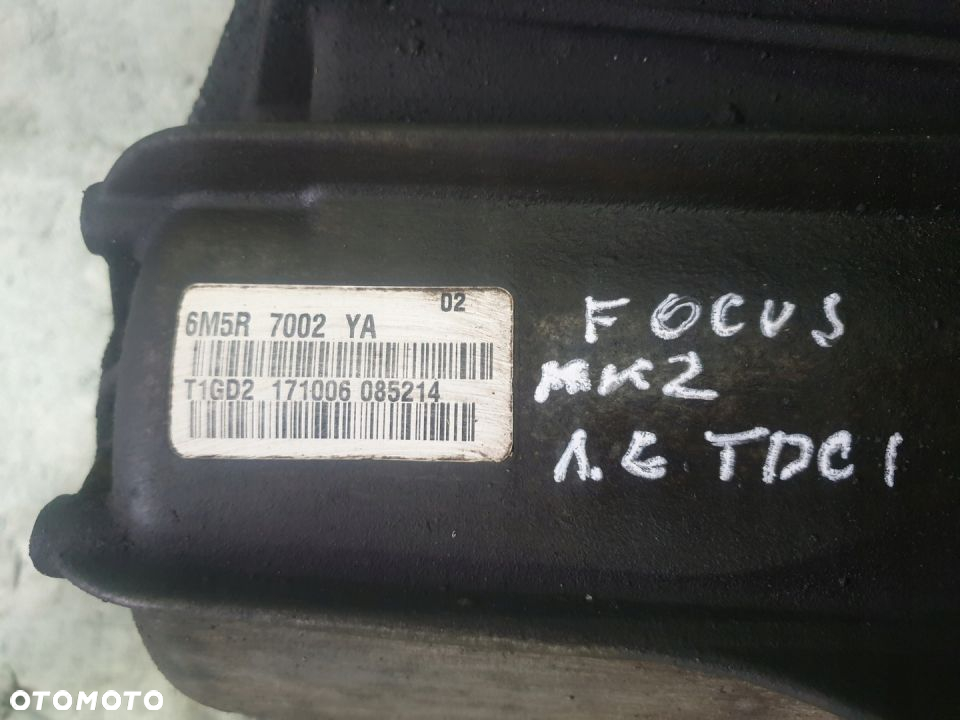 02
6M5R 7002 YA
T1GD2 171006 085214
FOCUS
MK2
1.6 TDCI
OTOMOTO